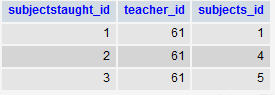 subjectstaught_id teacher_id subjects_id
1 61 1
2 61 4
3 61 5